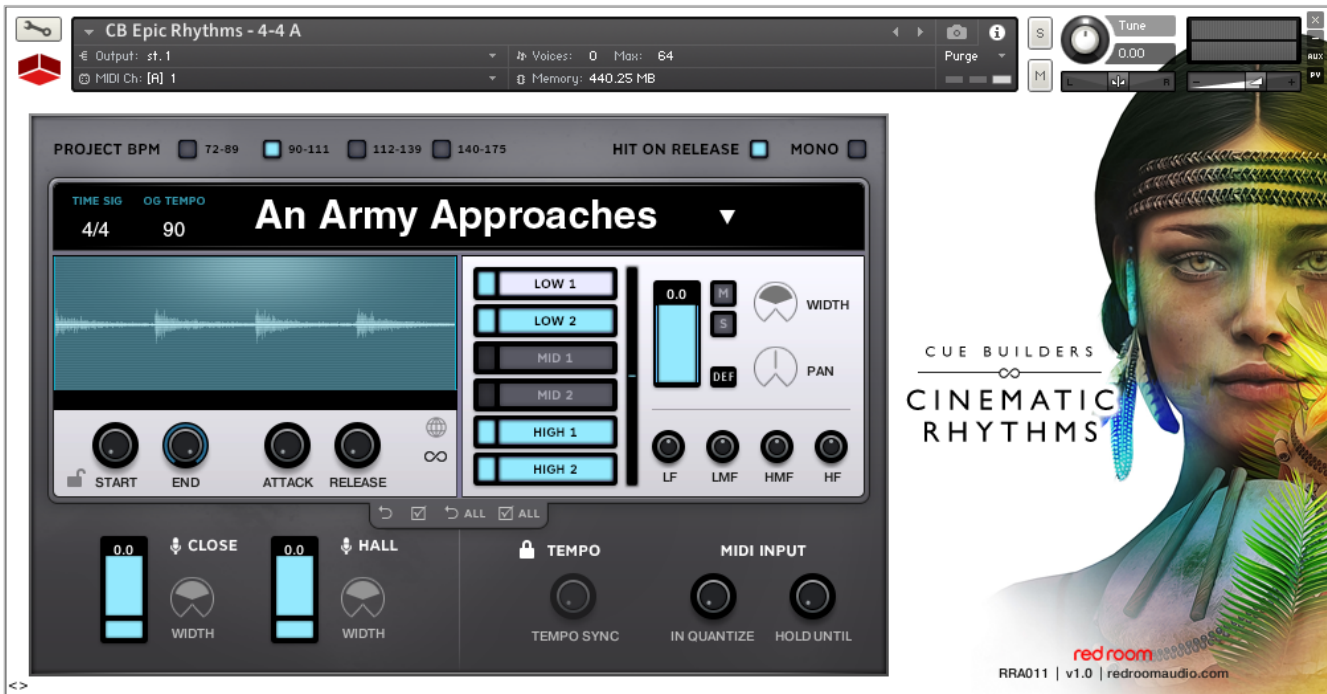 CB Epic Rhythms - 4-4 A
Output: st.1
Voices: 0 Max: 64
Purge
MIDI Ch: [A] 1
Memory: 440.25 MB
S
M
Tune
0.00
L
R
-
+
×
-
AUX
PV
PROJECT BPM 72-89 90-111 112-139 140-175 HIT ON RELEASE MONO
TIME SIG OG TEMPO
4/4 90
An Army Approaches
LOW 1
LOW 2
MID 1
MID 2
HIGH 1
HIGH 2
0.0
M
S
DEF
WIDTH
PAN
LF LMF HMF HF
START END ATTACK RELEASE
ALL ALL
0.0 CLOSE
WIDTH
0.0 HALL
WIDTH
TEMPO
TEMPO SYNC
MIDI INPUT
IN QUANTIZE HOLD UNTIL
CUE BUILDERS
CINEMATIC
RHYTHMS
red room
RRA011 | v1.0 | redroomaudio.com
<>